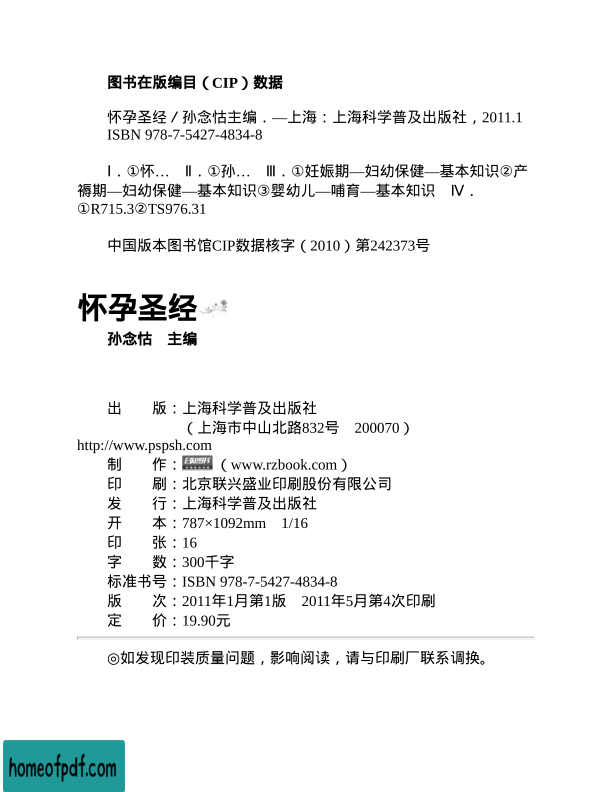 图书在版编目（CIP）数据
怀孕圣经／孙念怙主编．—上海：上海科学普及出版社，2011.1
ISBN 978-7-5427-4834-8
Ⅰ．①怀… Ⅱ．①孙… Ⅲ．①妊娠期—妇幼保健—基本知识②产
褥期—妇幼保健—基本知识③婴幼儿—哺育—基本知识 Ⅳ．
①R715.3②TS976.31
中国版本图书馆CIP数据核字（2010）第242373号
怀孕圣经
孙念怙 主编
出 版：上海科学普及出版社
（上海市中山北路832号 200070）
http://www.pspsh.com
制 作：（www.rzbook.com）
印 刷：北京联兴盛业印刷股份有限公司
发 行：上海科学普及出版社
开 本：787×1092mm 1/16
印 张：16
字 数：300千字
标准书号：ISBN 978-7-5427-4834-8
版 次：2011年1月第1版 2011年5月第4次印刷
定 价：19.90元
◎如发现印装质量问题，影响阅读，请与印刷厂联系调换。
homeofpdf.com